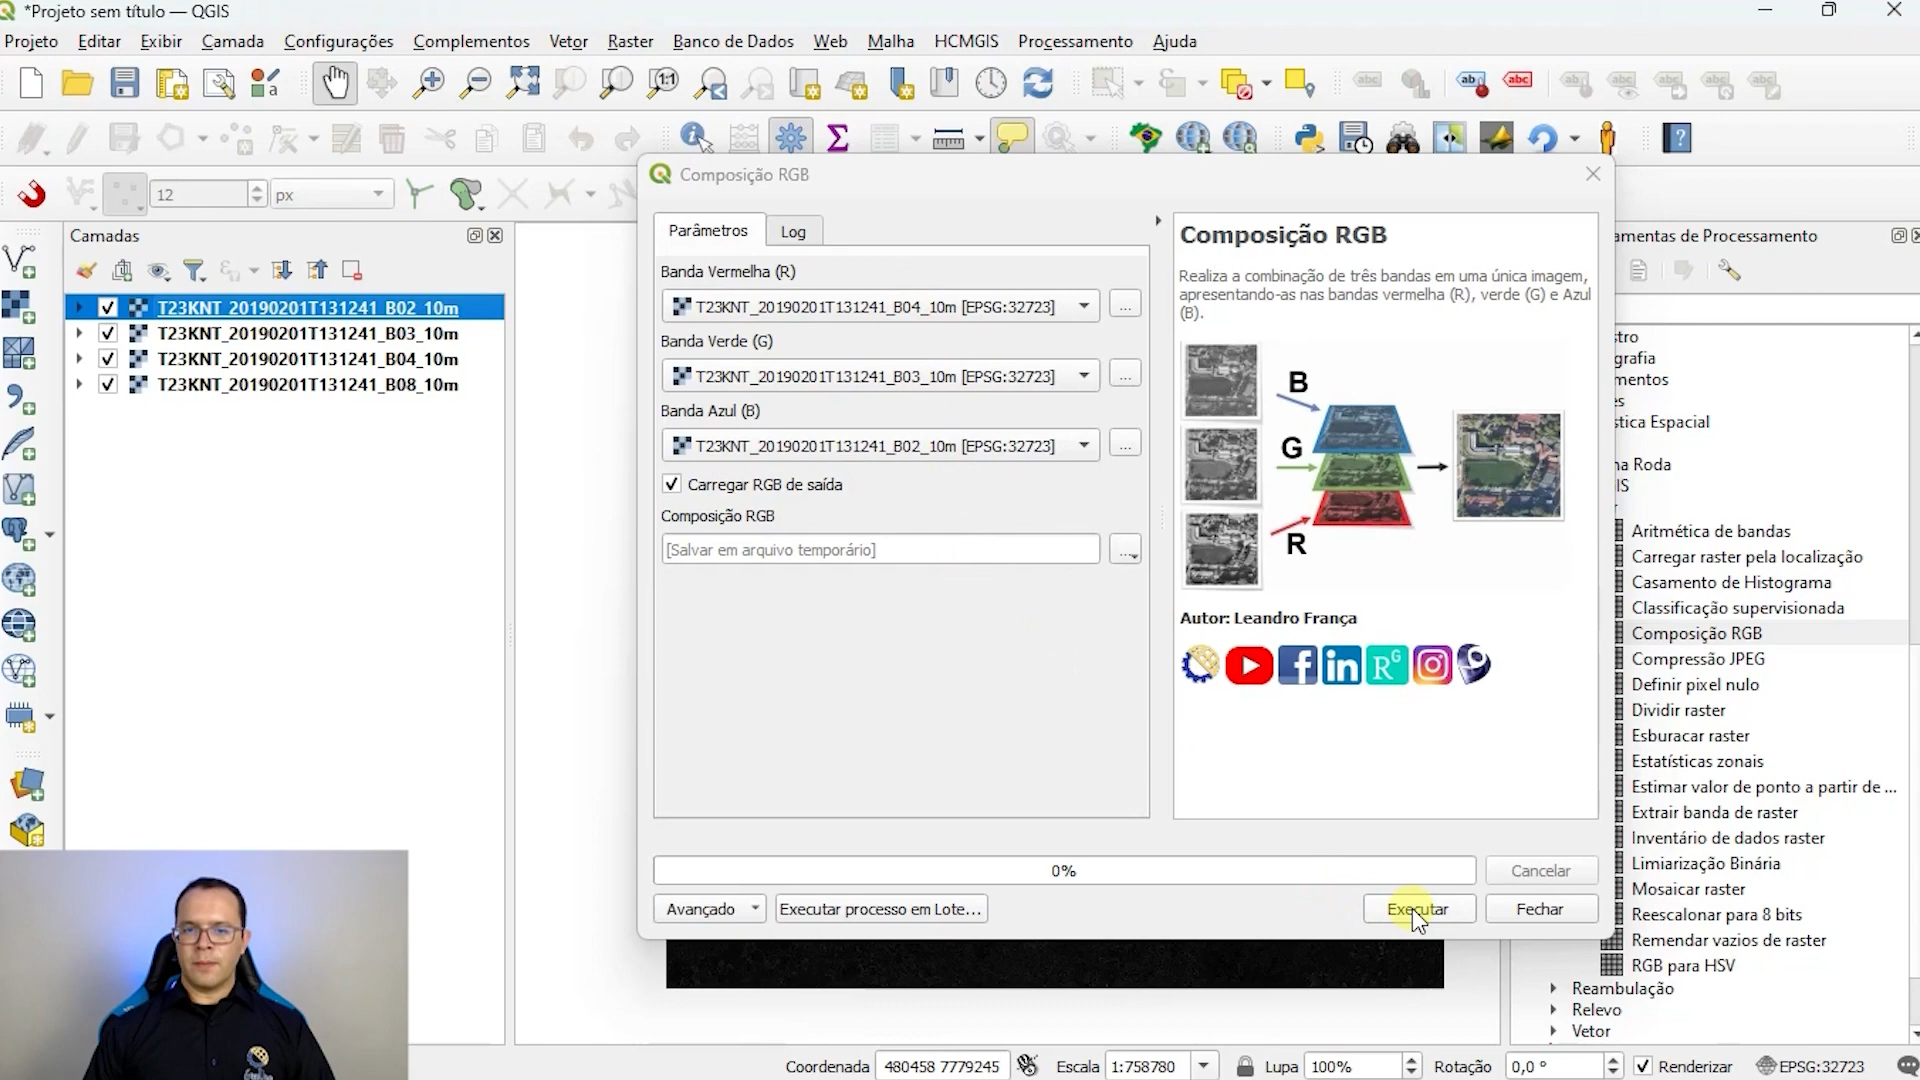 *Projeto sem título — QGIS
Projeto Editar Exibir Camada Configurações Complementos Vetor Raster Banco de Dados Web Malha HCMGIS Processamento Ajuda
12 px
Camadas
T23KNT_20190201T131241_B02_10m
T23KNT_20190201T131241_B03_10m
T23KNT_20190201T131241_B04_10m
T23KNT_20190201T131241_B08_10m
Composição RGB
Parâmetros Log
Banda Vermelha (R)
T23KNT_20190201T131241_B04_10m [EPSG:32723] ...
Banda Verde (G)
T23KNT_20190201T131241_B03_10m [EPSG:32723] ...
Banda Azul (B)
T23KNT_20190201T131241_B02_10m [EPSG:32723] ...
Carregar RGB de saída
Composição RGB
[Salvar em arquivo temporário] ...
Composição RGB
Realiza a combinação de três bandas em uma única imagem,
apresentando-as nas bandas vermelha (R), verde (G) e Azul
(B).
B
G
R
Autor: Leandro França
0% Cancelar
Avançado Executar processo em Lote... Executar Fechar
amentas de Processamento
stro
grafia
mentos
es
stica Espacial
na Roda
IS
r
Aritmética de bandas
Carregar raster pela localização
Casamento de Histograma
Classificação supervisionada
Composição RGB
Compressão JPEG
Definir pixel nulo
Dividir raster
Esburacar raster
Estatísticas zonais
Estimar valor de ponto a partir de ...
Extrair banda de raster
Inventário de dados raster
Limiarização Binária
Mosaicar raster
Reescalonar para 8 bits
Remendar vazios de raster
RGB para HSV
Reambulação
Relevo
Vetor
Coordenada 480458 7779245 Escala 1:758780 Lupa 100% Rotação 0,0 ° Renderizar EPSG:32723